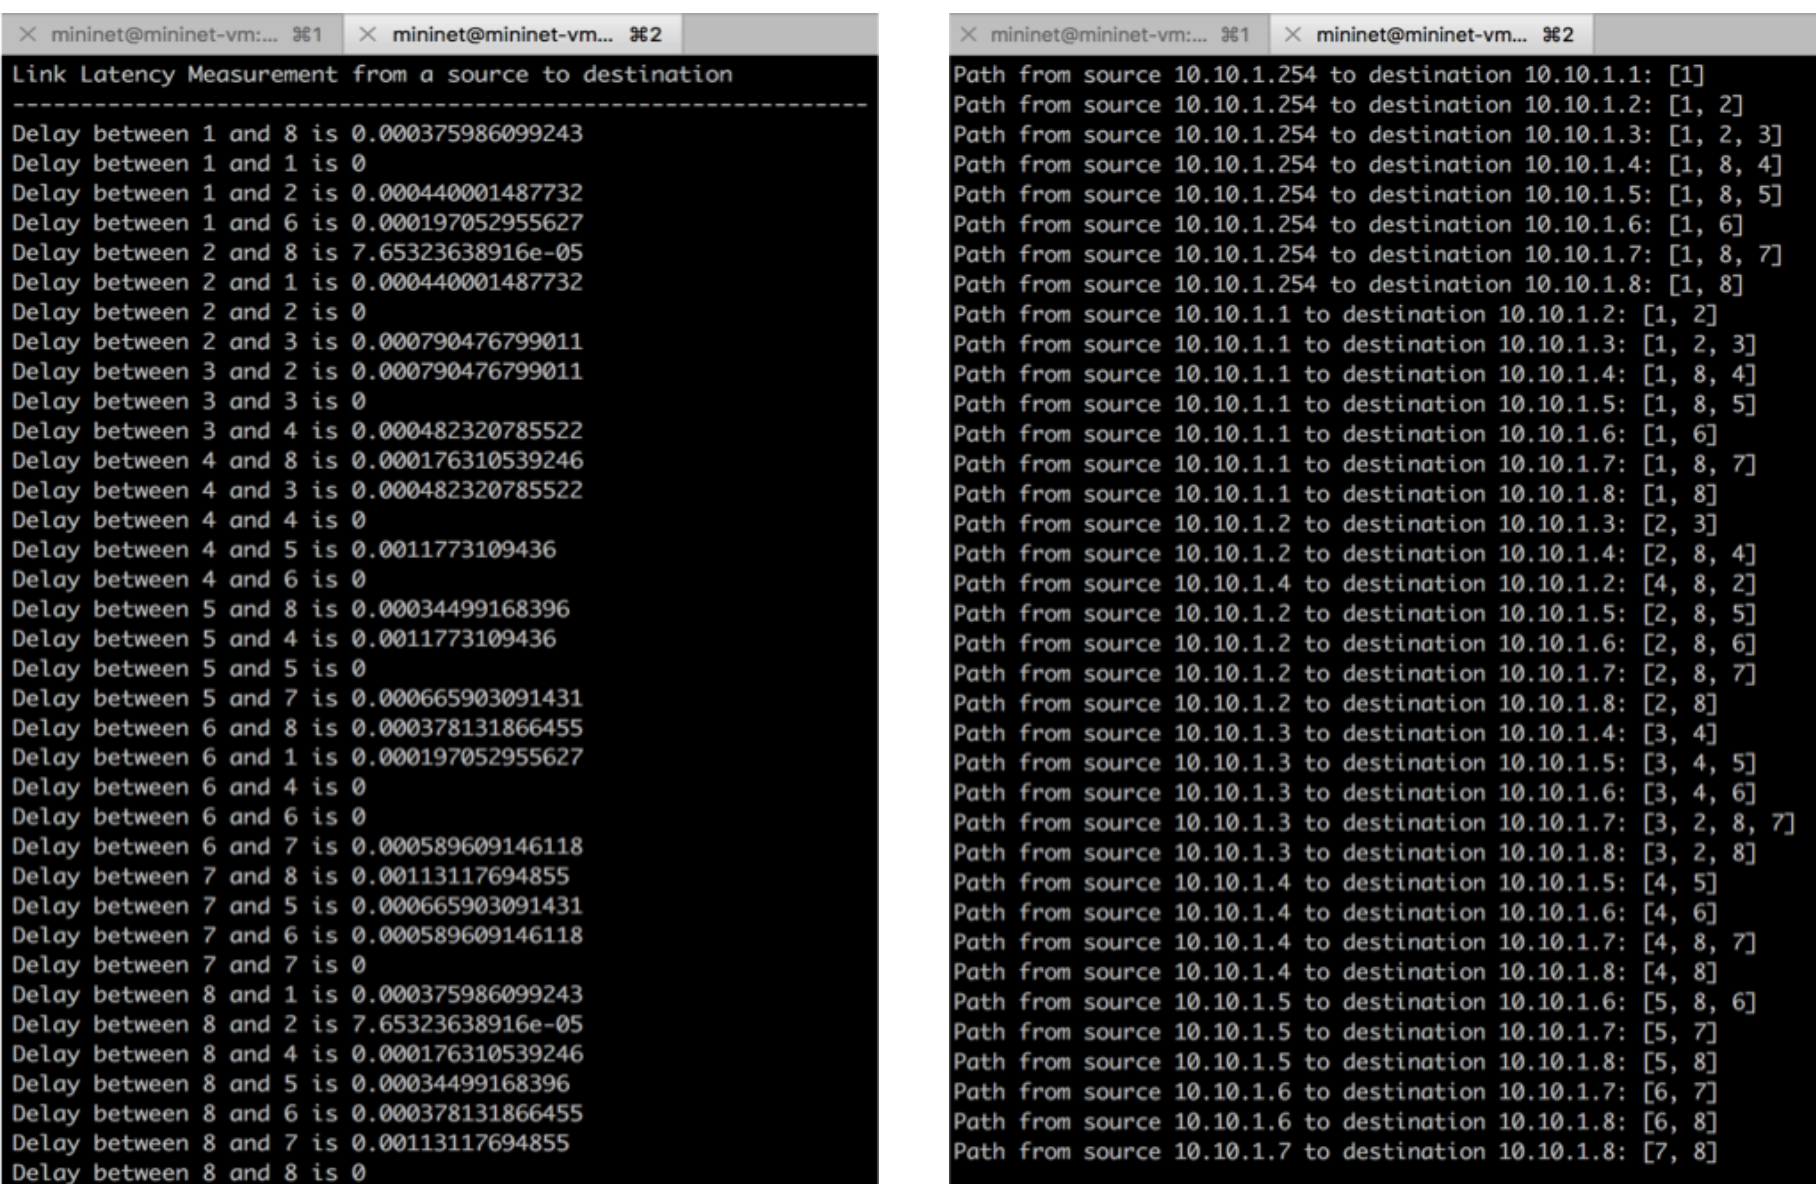 × mininet@mininet-vm:... ⌘1 × mininet@mininet-vm... ⌘2
Link Latency Measurement from a source to destination
---------------------------------------------------------------
Delay between 1 and 8 is 0.000375986099243
Delay between 1 and 1 is 0
Delay between 1 and 2 is 0.000440001487732
Delay between 1 and 6 is 0.000197052955627
Delay between 2 and 8 is 7.65323638916e-05
Delay between 2 and 1 is 0.000440001487732
Delay between 2 and 2 is 0
Delay between 2 and 3 is 0.000790476799011
Delay between 3 and 2 is 0.000790476799011
Delay between 3 and 3 is 0
Delay between 3 and 4 is 0.000482320785522
Delay between 4 and 8 is 0.000176310539246
Delay between 4 and 3 is 0.000482320785522
Delay between 4 and 4 is 0
Delay between 4 and 5 is 0.0011773109436
Delay between 4 and 6 is 0
Delay between 5 and 8 is 0.00034499168396
Delay between 5 and 4 is 0.0011773109436
Delay between 5 and 5 is 0
Delay between 5 and 7 is 0.000665903091431
Delay between 6 and 8 is 0.000378131866455
Delay between 6 and 1 is 0.000197052955627
Delay between 6 and 4 is 0
Delay between 6 and 6 is 0
Delay between 6 and 7 is 0.000589609146118
Delay between 7 and 8 is 0.00113117694855
Delay between 7 and 5 is 0.000665903091431
Delay between 7 and 6 is 0.000589609146118
Delay between 7 and 7 is 0
Delay between 8 and 1 is 0.000375986099243
Delay between 8 and 2 is 7.65323638916e-05
Delay between 8 and 4 is 0.000176310539246
Delay between 8 and 5 is 0.00034499168396
Delay between 8 and 6 is 0.000378131866455
Delay between 8 and 7 is 0.00113117694855
Delay between 8 and 8 is 0
× mininet@mininet-vm:... ⌘1 × mininet@mininet-vm... ⌘2
Path from source 10.10.1.254 to destination 10.10.1.1: [1]
Path from source 10.10.1.254 to destination 10.10.1.2: [1, 2]
Path from source 10.10.1.254 to destination 10.10.1.3: [1, 2, 3]
Path from source 10.10.1.254 to destination 10.10.1.4: [1, 8, 4]
Path from source 10.10.1.254 to destination 10.10.1.5: [1, 8, 5]
Path from source 10.10.1.254 to destination 10.10.1.6: [1, 6]
Path from source 10.10.1.254 to destination 10.10.1.7: [1, 8, 7]
Path from source 10.10.1.254 to destination 10.10.1.8: [1, 8]
Path from source 10.10.1.1 to destination 10.10.1.2: [1, 2]
Path from source 10.10.1.1 to destination 10.10.1.3: [1, 2, 3]
Path from source 10.10.1.1 to destination 10.10.1.4: [1, 8, 4]
Path from source 10.10.1.1 to destination 10.10.1.5: [1, 8, 5]
Path from source 10.10.1.1 to destination 10.10.1.6: [1, 6]
Path from source 10.10.1.1 to destination 10.10.1.7: [1, 8, 7]
Path from source 10.10.1.1 to destination 10.10.1.8: [1, 8]
Path from source 10.10.1.2 to destination 10.10.1.3: [2, 3]
Path from source 10.10.1.2 to destination 10.10.1.4: [2, 8, 4]
Path from source 10.10.1.4 to destination 10.10.1.2: [4, 8, 2]
Path from source 10.10.1.2 to destination 10.10.1.5: [2, 8, 5]
Path from source 10.10.1.2 to destination 10.10.1.6: [2, 8, 6]
Path from source 10.10.1.2 to destination 10.10.1.7: [2, 8, 7]
Path from source 10.10.1.2 to destination 10.10.1.8: [2, 8]
Path from source 10.10.1.3 to destination 10.10.1.4: [3, 4]
Path from source 10.10.1.3 to destination 10.10.1.5: [3, 4, 5]
Path from source 10.10.1.3 to destination 10.10.1.6: [3, 4, 6]
Path from source 10.10.1.3 to destination 10.10.1.7: [3, 2, 8, 7]
Path from source 10.10.1.3 to destination 10.10.1.8: [3, 2, 8]
Path from source 10.10.1.4 to destination 10.10.1.5: [4, 5]
Path from source 10.10.1.4 to destination 10.10.1.6: [4, 6]
Path from source 10.10.1.4 to destination 10.10.1.7: [4, 8, 7]
Path from source 10.10.1.4 to destination 10.10.1.8: [4, 8]
Path from source 10.10.1.5 to destination 10.10.1.6: [5, 8, 6]
Path from source 10.10.1.5 to destination 10.10.1.7: [5, 7]
Path from source 10.10.1.5 to destination 10.10.1.8: [5, 8]
Path from source 10.10.1.6 to destination 10.10.1.7: [6, 7]
Path from source 10.10.1.6 to destination 10.10.1.8: [6, 8]
Path from source 10.10.1.7 to destination 10.10.1.8: [7, 8]